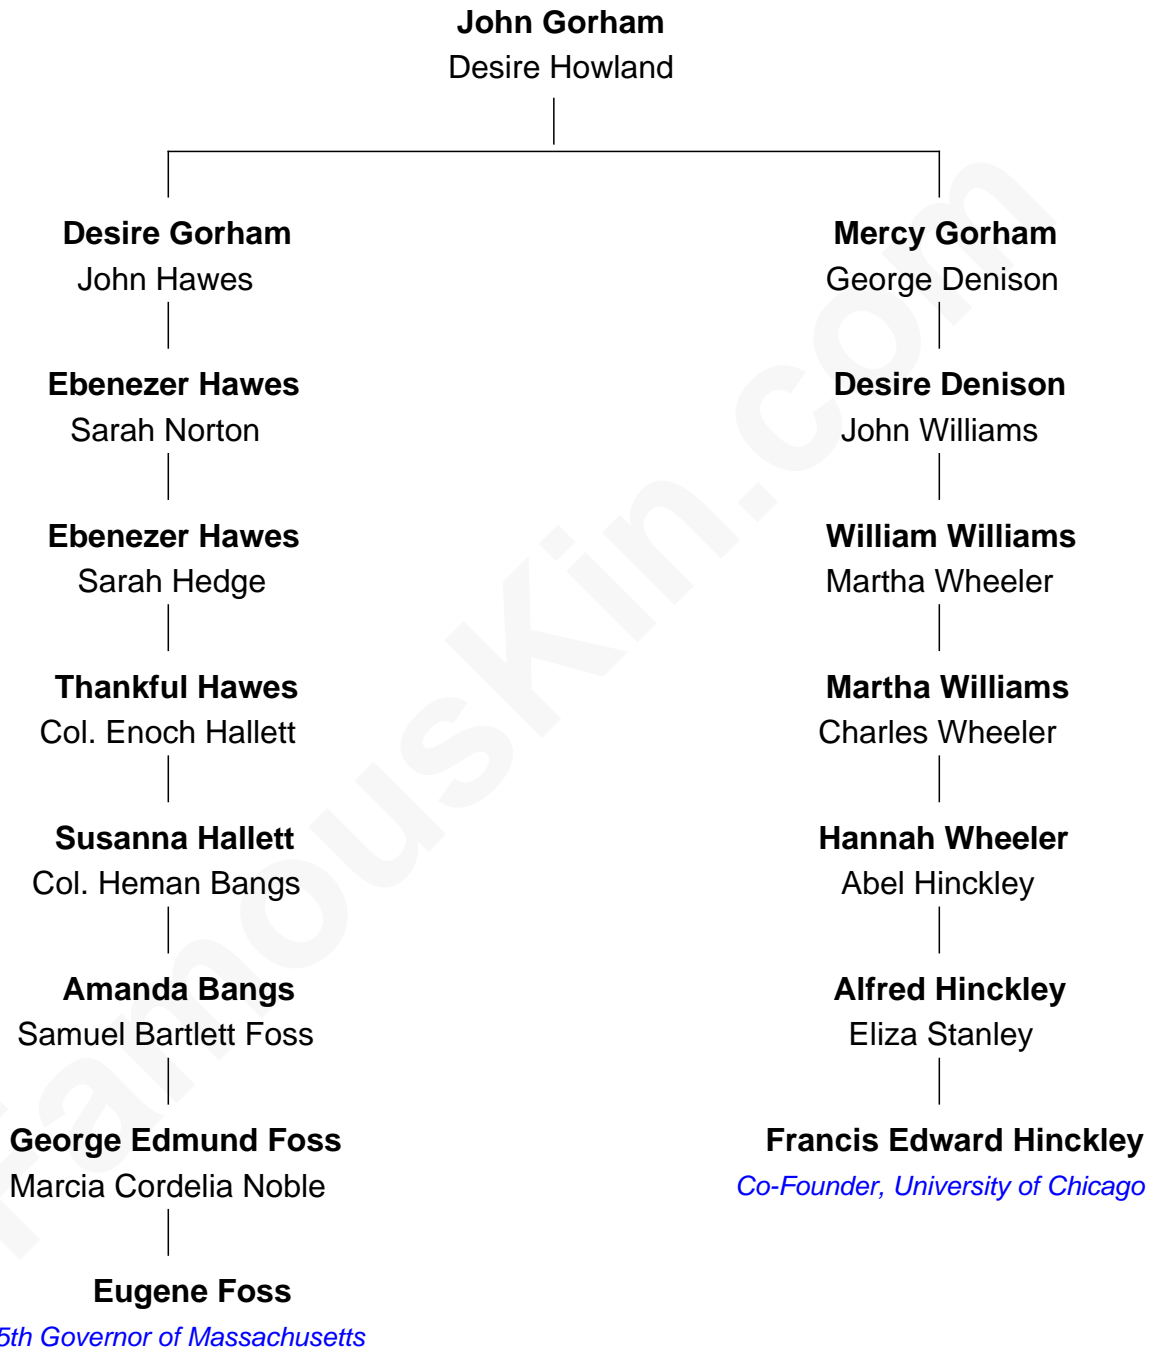 John Gorham
Desire Howland
Desire Gorham
John Hawes
Mercy Gorham
George Denison
Ebenezer Hawes
Sarah Norton
Desire Denison
John Williams
Ebenezer Hawes
Sarah Hedge
William Williams
Martha Wheeler
Thankful Hawes
Col. Enoch Hallett
Martha Williams
Charles Wheeler
Susanna Hallett
Col. Heman Bangs
Hannah Wheeler
Abel Hinckley
Amanda Bangs
Samuel Bartlett Foss
Alfred Hinckley
Eliza Stanley
George Edmund Foss
Marcia Cordelia Noble
Francis Edward Hinckley
Co-Founder, University of Chicago
Eugene Foss
5th Governor of Massachusetts
FamousKin.com